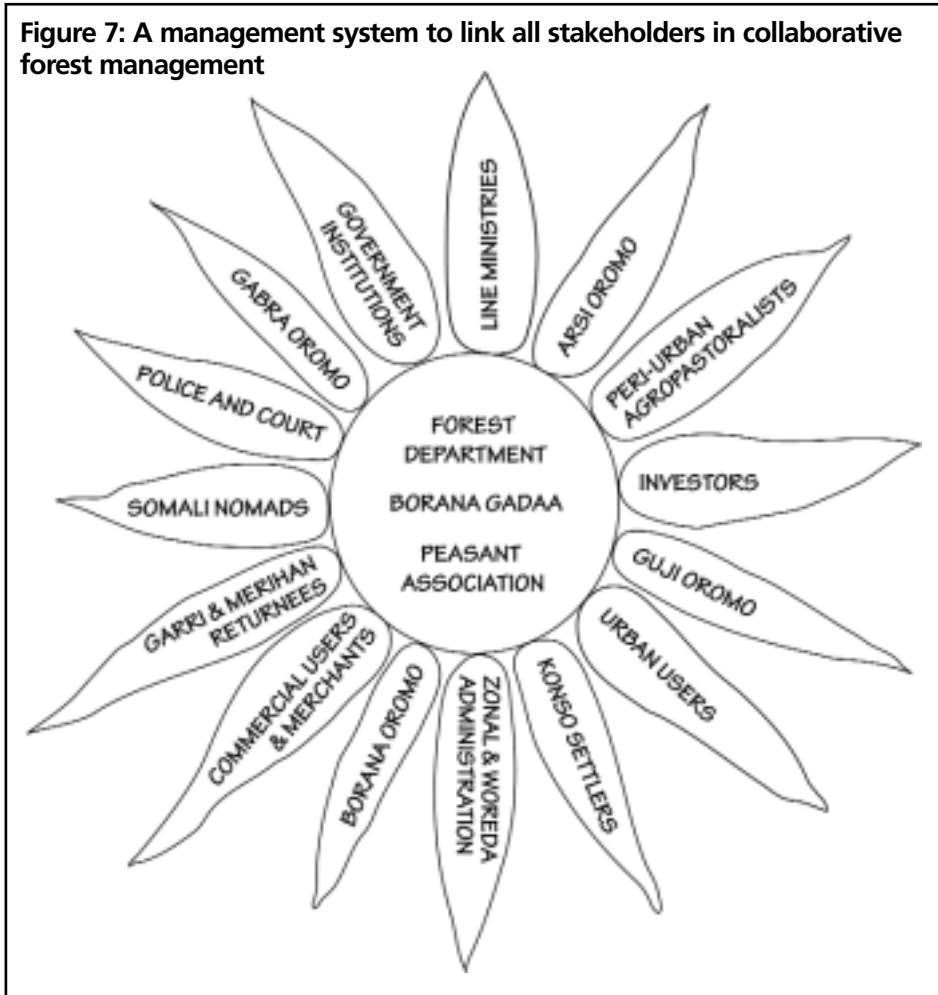 Figure 7: A management system to link all stakeholders in collaborative
forest management
LINE MINISTRIES
ARSI OROMO
PERI-URBAN
AGROPASTORALISTS
INVESTORS
GUJI OROMO
URBAN USERS
KONSO SETTLERS
ZONAL & WOREDA
ADMINISTRATION
BORANA OROMO
COMMERCIAL USERS
& MERCHANTS
GARRI & MERIHAN
RETURNEES
SOMALI NOMADS
POLICE AND COURT
GABRA OROMO
GOVERNMENT
INSTITUTIONS
FOREST
DEPARTMENT
BORANA GADAA
PEASANT
ASSOCIATION